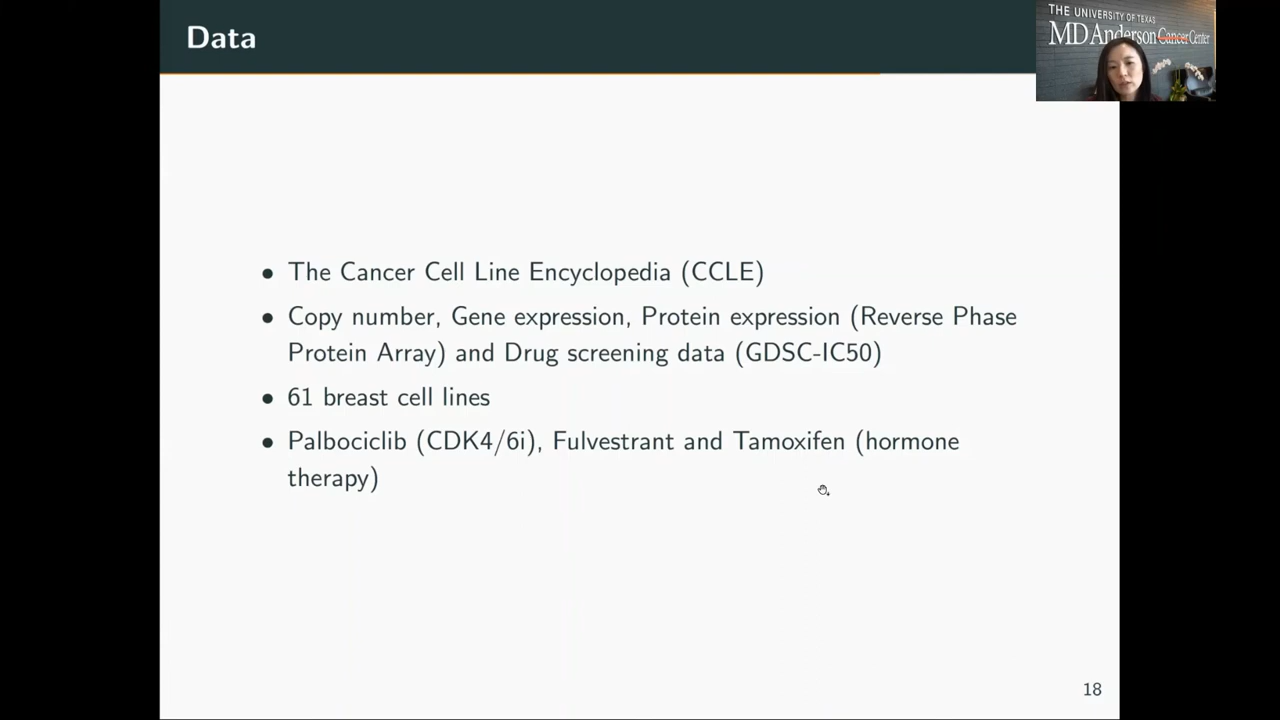 Data
THE UNIVERSITY OF TEXAS
MD Anderson Cancer Center
• The Cancer Cell Line Encyclopedia (CCLE)
• Copy number, Gene expression, Protein expression (Reverse Phase
Protein Array) and Drug screening data (GDSC-IC50)
• 61 breast cell lines
• Palbociclib (CDK4/6i), Fulvestrant and Tamoxifen (hormone
therapy)
18